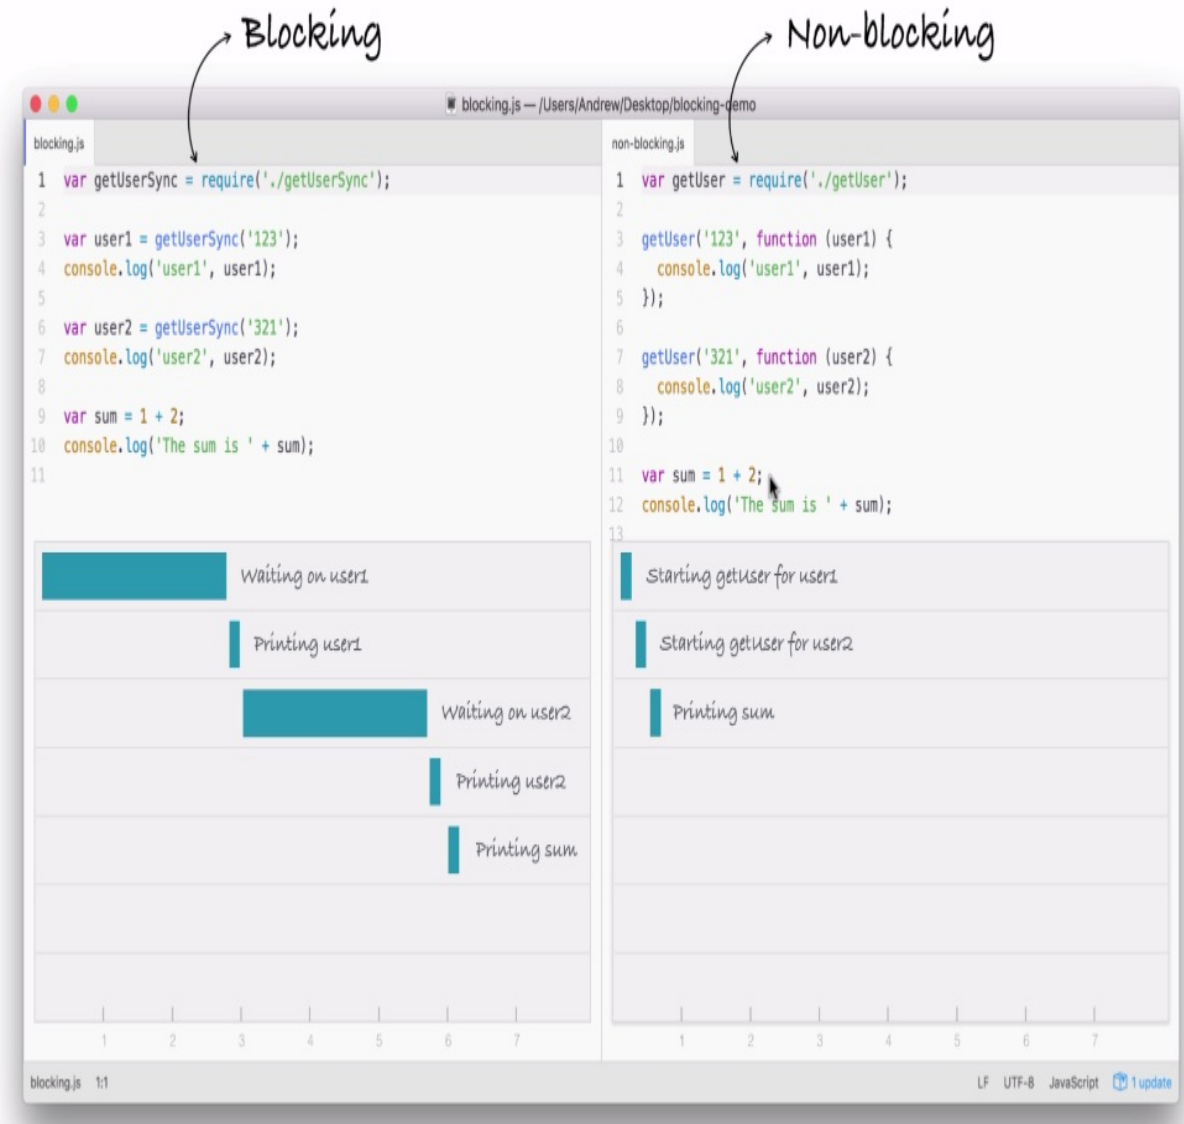 Blocking
Non-blocking
blocking.js — /Users/Andrew/Desktop/blocking-demo
blocking.js
1 var getUserSync = require('./getUserSync');
2
3 var user1 = getUserSync('123');
4 console.log('user1', user1);
5
6 var user2 = getUserSync('321');
7 console.log('user2', user2);
8
9 var sum = 1 + 2;
10 console.log('The sum is ' + sum);
11
Waiting on user1
Printing user1
Waiting on user2
Printing user2
Printing sum
1 2 3 4 5 6 7
non-blocking.js
1 var getUser = require('./getUser');
2
3 getUser('123', function (user1) {
4   console.log('user1', user1);
5 });
6
7 getUser('321', function (user2) {
8   console.log('user2', user2);
9 });
10
11 var sum = 1 + 2;
12 console.log('The sum is ' + sum);
13
Starting getUser for user1
Starting getUser for user2
Printing sum
1 2 3 4 5 6 7
blocking.js 1:1
LF UTF-8 JavaScript 1 update